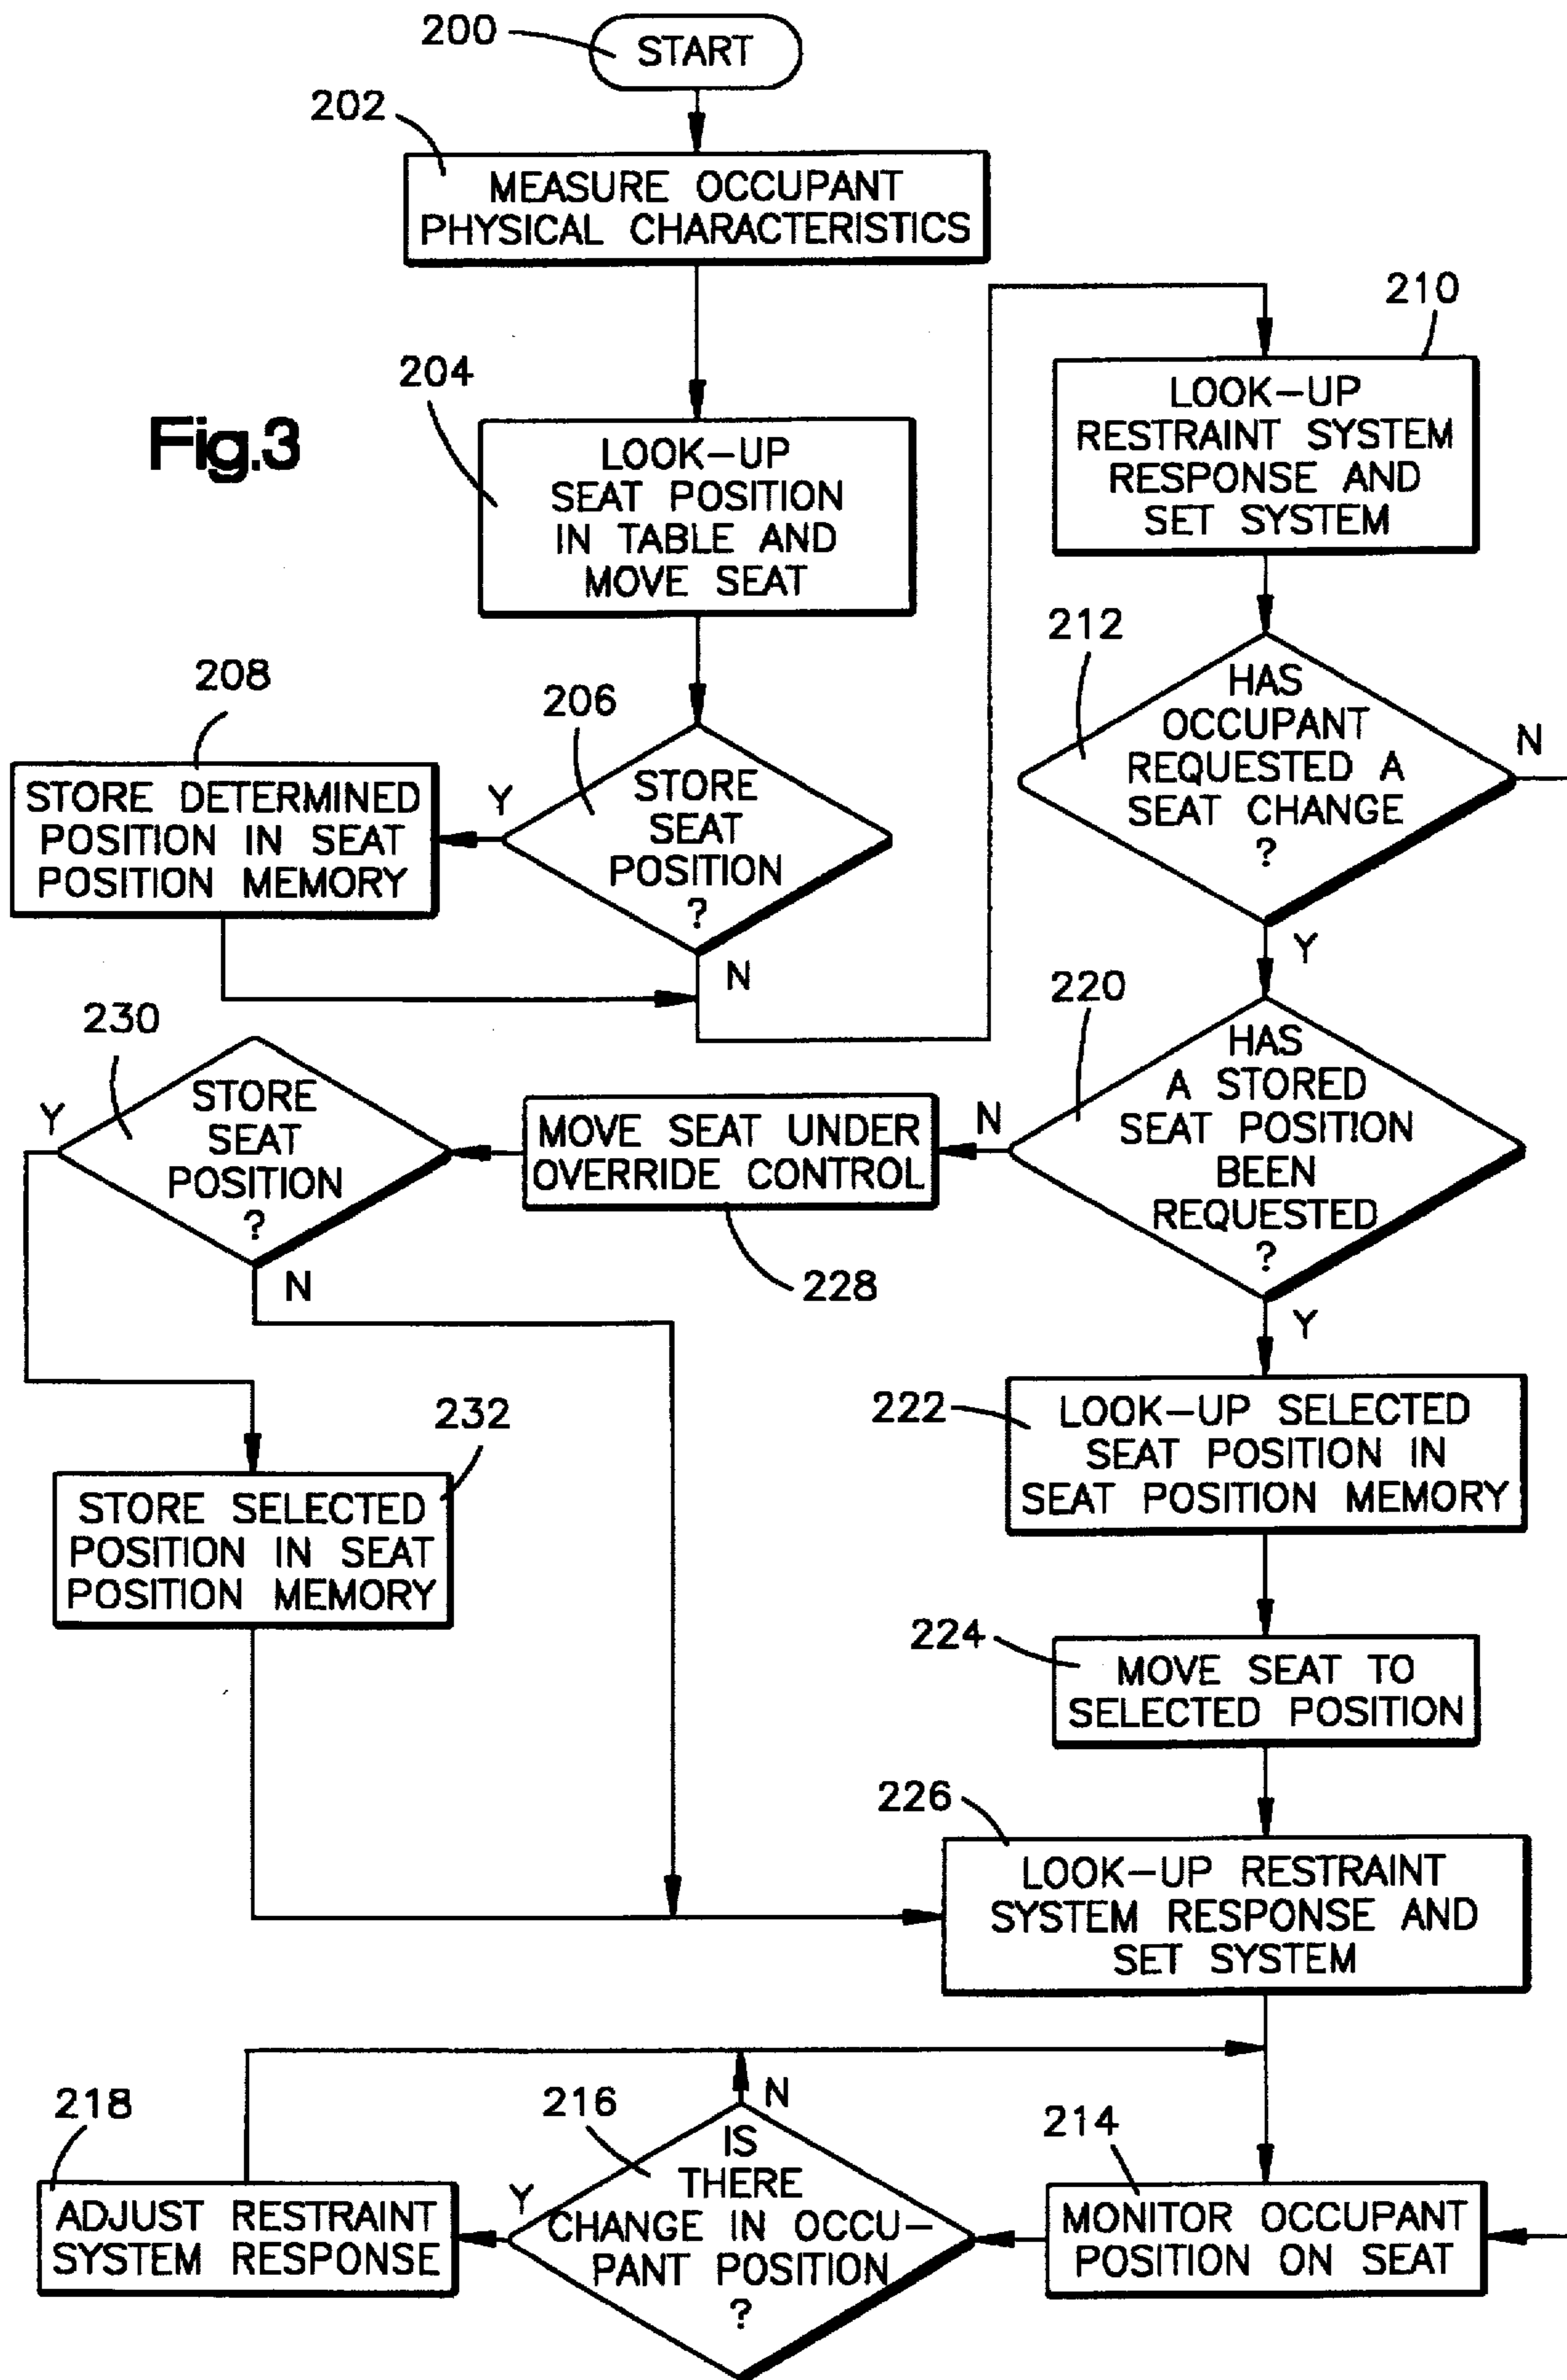 200
START
202
MEASURE OCCUPANT
PHYSICAL CHARACTERISTICS
204
LOOK-UP
SEAT POSITION
IN TABLE AND
MOVE SEAT
Fig.3
206
STORE
SEAT
POSITION
?
Y
N
208
STORE DETERMINED
POSITION IN SEAT
POSITION MEMORY
210
LOOK-UP
RESTRAINT SYSTEM
RESPONSE AND
SET SYSTEM
212
HAS
OCCUPANT
REQUESTED A
SEAT CHANGE
?
N
Y
220
HAS
A STORED
SEAT POSITION
BEEN
REQUESTED
?
N
Y
MOVE SEAT UNDER
OVERRIDE CONTROL
228
230
STORE
SEAT
POSITION
?
Y
N
232
STORE SELECTED
POSITION IN SEAT
POSITION MEMORY
222
LOOK-UP SELECTED
SEAT POSITION IN
SEAT POSITION MEMORY
224
MOVE SEAT TO
SELECTED POSITION
226
LOOK-UP RESTRAINT
SYSTEM RESPONSE AND
SET SYSTEM
214
MONITOR OCCUPANT
POSITION ON SEAT
216
IS
THERE
CHANGE IN OCCU-
PANT POSITION
?
N
Y
218
ADJUST RESTRAINT
SYSTEM RESPONSE